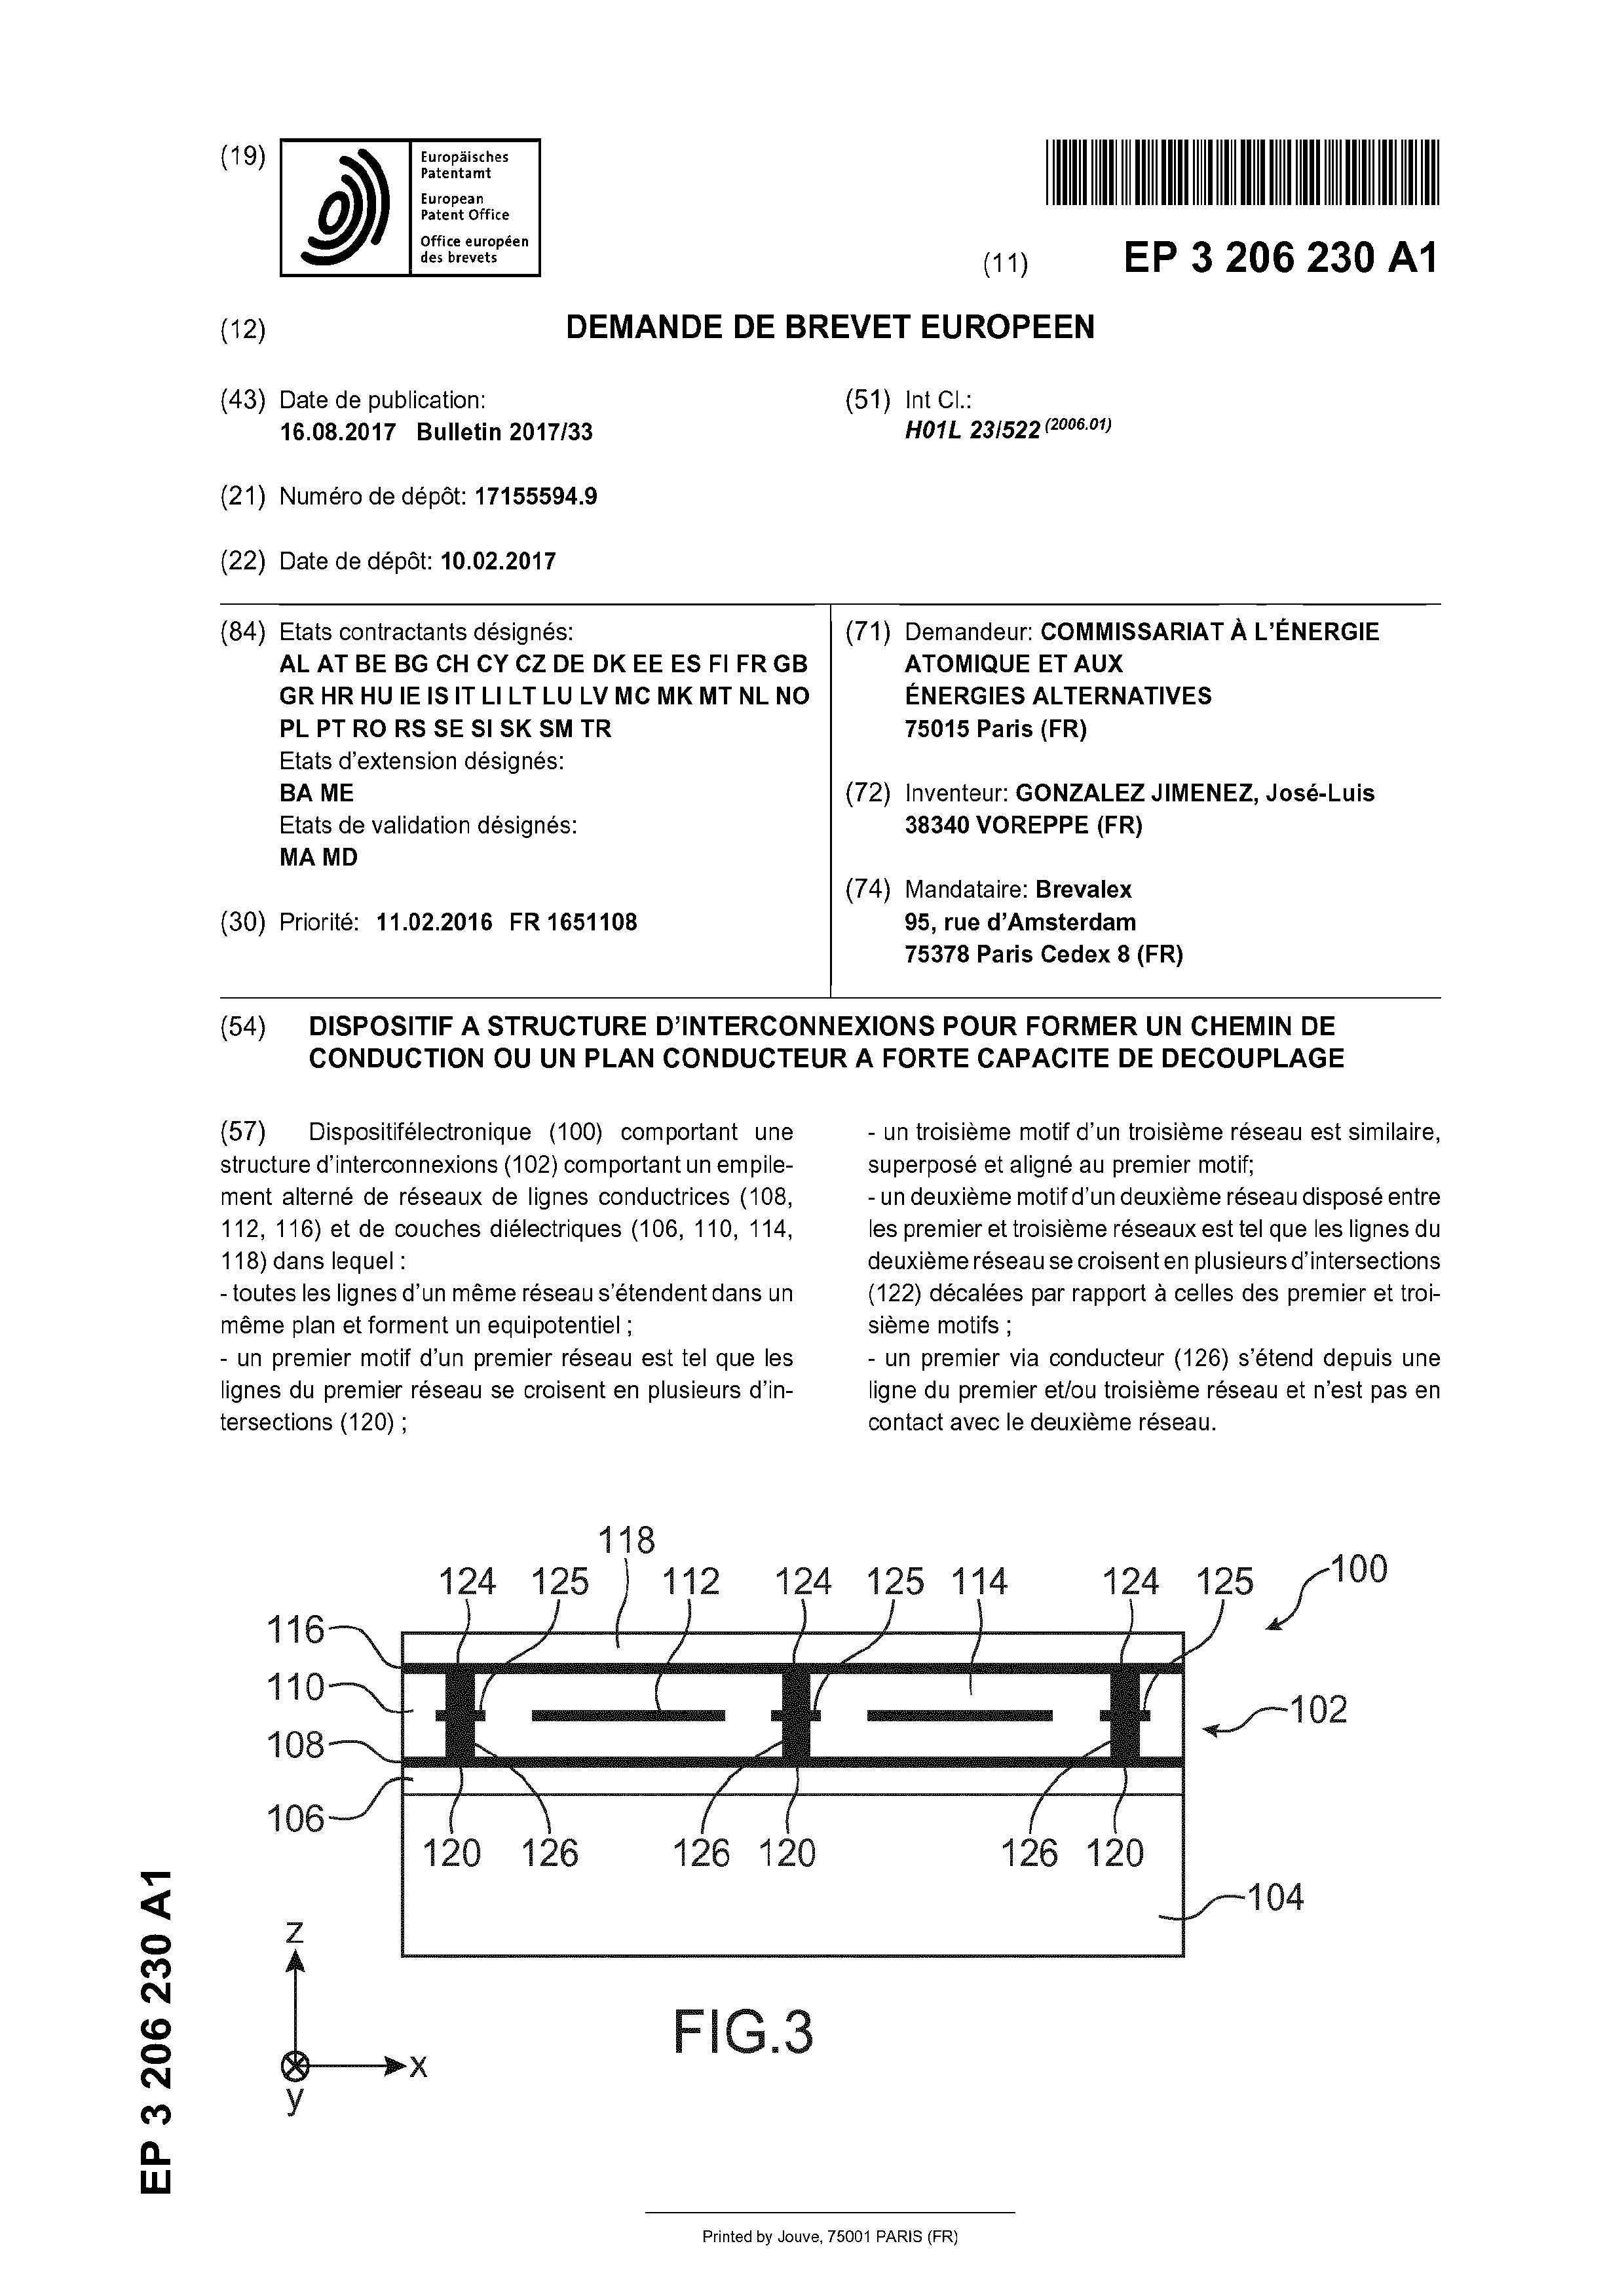 (19)
Europäisches
Patentamt
European
Patent Office
Office européen
des brevets
(11) EP 3 206 230 A1
(12) DEMANDE DE BREVET EUROPEEN
(43) Date de publication:
16.08.2017 Bulletin 2017/33
(51) Int Cl.:
H01L 23/522 (2006.01)
(21) Numéro de dépôt: 17155594.9
(22) Date de dépôt: 10.02.2017
(84) Etats contractants désignés:
AL AT BE BG CH CY CZ DE DK EE ES FI FR GB
GR HR HU IE IS IT LI LT LU LV MC MK MT NL NO
PL PT RO RS SE SI SK SM TR
Etats d'extension désignés:
BA ME
Etats de validation désignés:
MA MD
(30) Priorité: 11.02.2016 FR 1651108
(71) Demandeur: COMMISSARIAT À L'ÉNERGIE
ATOMIQUE ET AUX
ÉNERGIES ALTERNATIVES
75015 Paris (FR)
(72) Inventeur: GONZALEZ JIMENEZ, José-Luis
38340 VOREPPE (FR)
(74) Mandataire: Brevalex
95, rue d'Amsterdam
75378 Paris Cedex 8 (FR)
(54) DISPOSITIF A STRUCTURE D'INTERCONNEXIONS POUR FORMER UN CHEMIN DE
CONDUCTION OU UN PLAN CONDUCTEUR A FORTE CAPACITE DE DECOUPLAGE
(57) Dispositifélectronique (100) comportant une
structure d'interconnexions (102) comportant un empile-
ment alterné de réseaux de lignes conductrices (108,
112, 116) et de couches diélectriques (106, 110, 114,
118) dans lequel :
- toutes les lignes d'un même réseau s'étendent dans un
même plan et forment un equipotentiel ;
- un premier motif d'un premier réseau est tel que les
lignes du premier réseau se croisent en plusieurs d'in-
tersections (120) ;
- un troisième motif d'un troisième réseau est similaire,
superposé et aligné au premier motif;
- un deuxième motif d'un deuxième réseau disposé entre
les premier et troisième réseaux est tel que les lignes du
deuxième réseau se croisent en plusieurs d'intersections
(122) décalées par rapport à celles des premier et troi-
sième motifs ;
- un premier via conducteur (126) s'étend depuis une
ligne du premier et/ou troisième réseau et n'est pas en
contact avec le deuxième réseau.
118
124 125 112 124 125 114 124 125 100
116
110
102
108
106
120 126 126 120 126 120
104
z
x
y
FIG.3
EP 3 206 230 A1
Printed by Jouve, 75001 PARIS (FR)